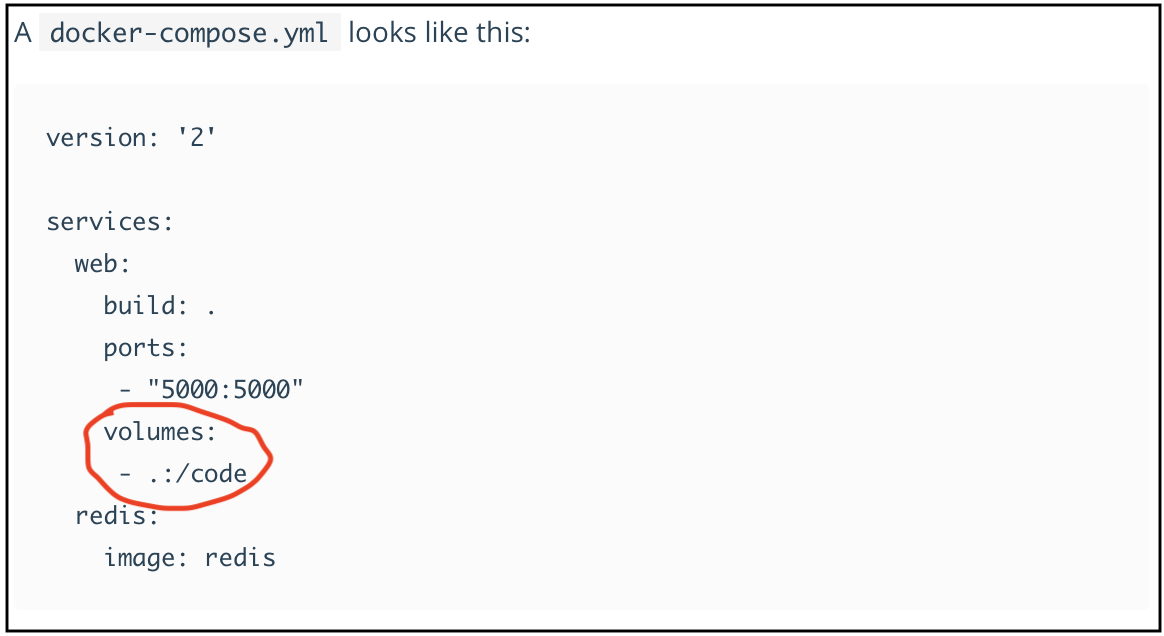 A docker-compose.yml looks like this:
version: '2'
services:
  web:
    build: .
    ports:
     - "5000:5000"
    volumes:
     - .:/code
  redis:
    image: redis